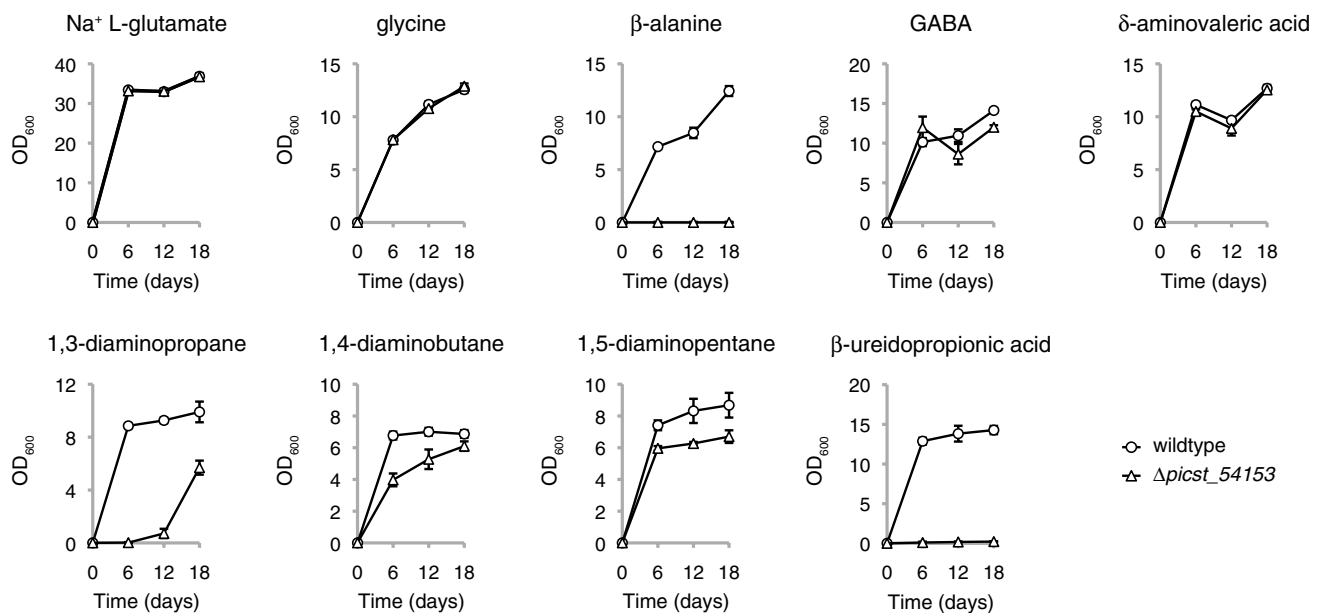 Na⁺ L-glutamate
glycine
β-alanine
GABA
δ-aminovaleric acid
OD₆₀₀
40
30
20
10
0
0 6 12 18
Time (days)
OD₆₀₀
15
10
5
0
0 6 12 18
Time (days)
OD₆₀₀
15
10
5
0
0 6 12 18
Time (days)
OD₆₀₀
20
15
10
5
0
0 6 12 18
Time (days)
OD₆₀₀
15
10
5
0
0 6 12 18
Time (days)
1,3-diaminopropane
1,4-diaminobutane
1,5-diaminopentane
β-ureidopropionic acid
OD₆₀₀
12
8
4
0
0 6 12 18
Time (days)
OD₆₀₀
10
8
6
4
2
0
0 6 12 18
Time (days)
OD₆₀₀
10
8
6
4
2
0
0 6 12 18
Time (days)
OD₆₀₀
20
15
10
5
0
0 6 12 18
Time (days)
wildtype
Δpicst_54153